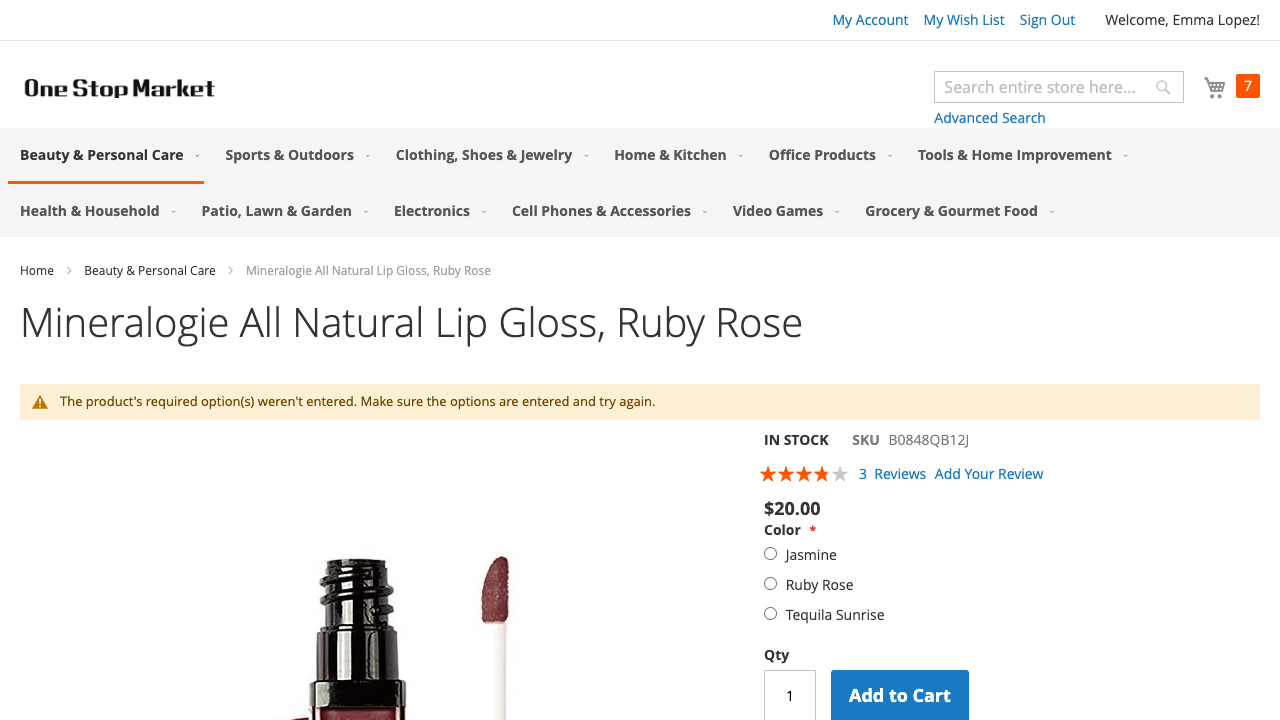 My Account My Wish List Sign Out Welcome, Emma Lopez!
One Stop Market
Search entire store here...
7
Advanced Search
Beauty & Personal Care Sports & Outdoors Clothing, Shoes & Jewelry Home & Kitchen Office Products Tools & Home Improvement
Health & Household Patio, Lawn & Garden Electronics Cell Phones & Accessories Video Games Grocery & Gourmet Food
Home Beauty & Personal Care Mineralogie All Natural Lip Gloss, Ruby Rose
Mineralogie All Natural Lip Gloss, Ruby Rose
The product's required option(s) weren't entered. Make sure the options are entered and try again.
IN STOCK SKU B0848QB12J
3 Reviews Add Your Review
$20.00
Color *
Jasmine
Ruby Rose
Tequila Sunrise
Qty
1 Add to Cart